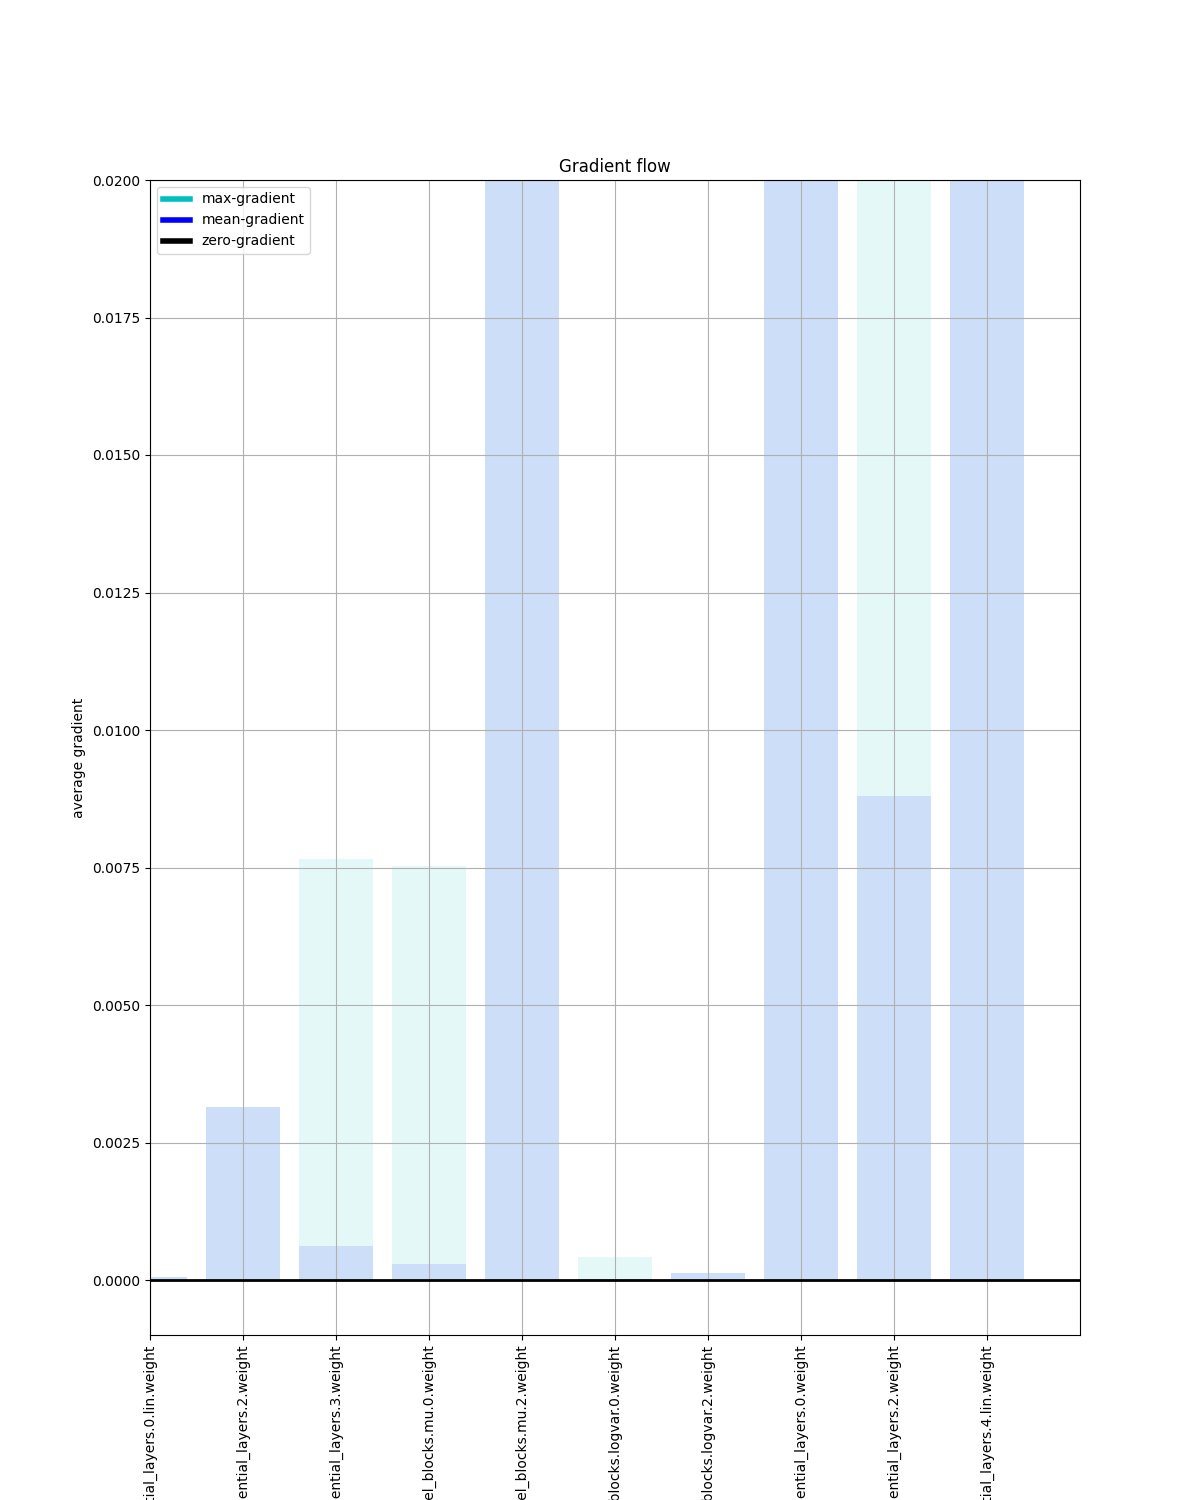 Gradient flow
max-gradient
mean-gradient
zero-gradient
average gradient
0.0200
0.0175
0.0150
0.0125
0.0100
0.0075
0.0050
0.0025
0.0000
tial_layers.0.lin.weight
ential_layers.2.weight
ential_layers.3.weight
el_blocks.mu.0.weight
el_blocks.mu.2.weight
blocks.logvar.0.weight
blocks.logvar.2.weight
ential_layers.0.weight
ential_layers.2.weight
tial_layers.4.lin.weight